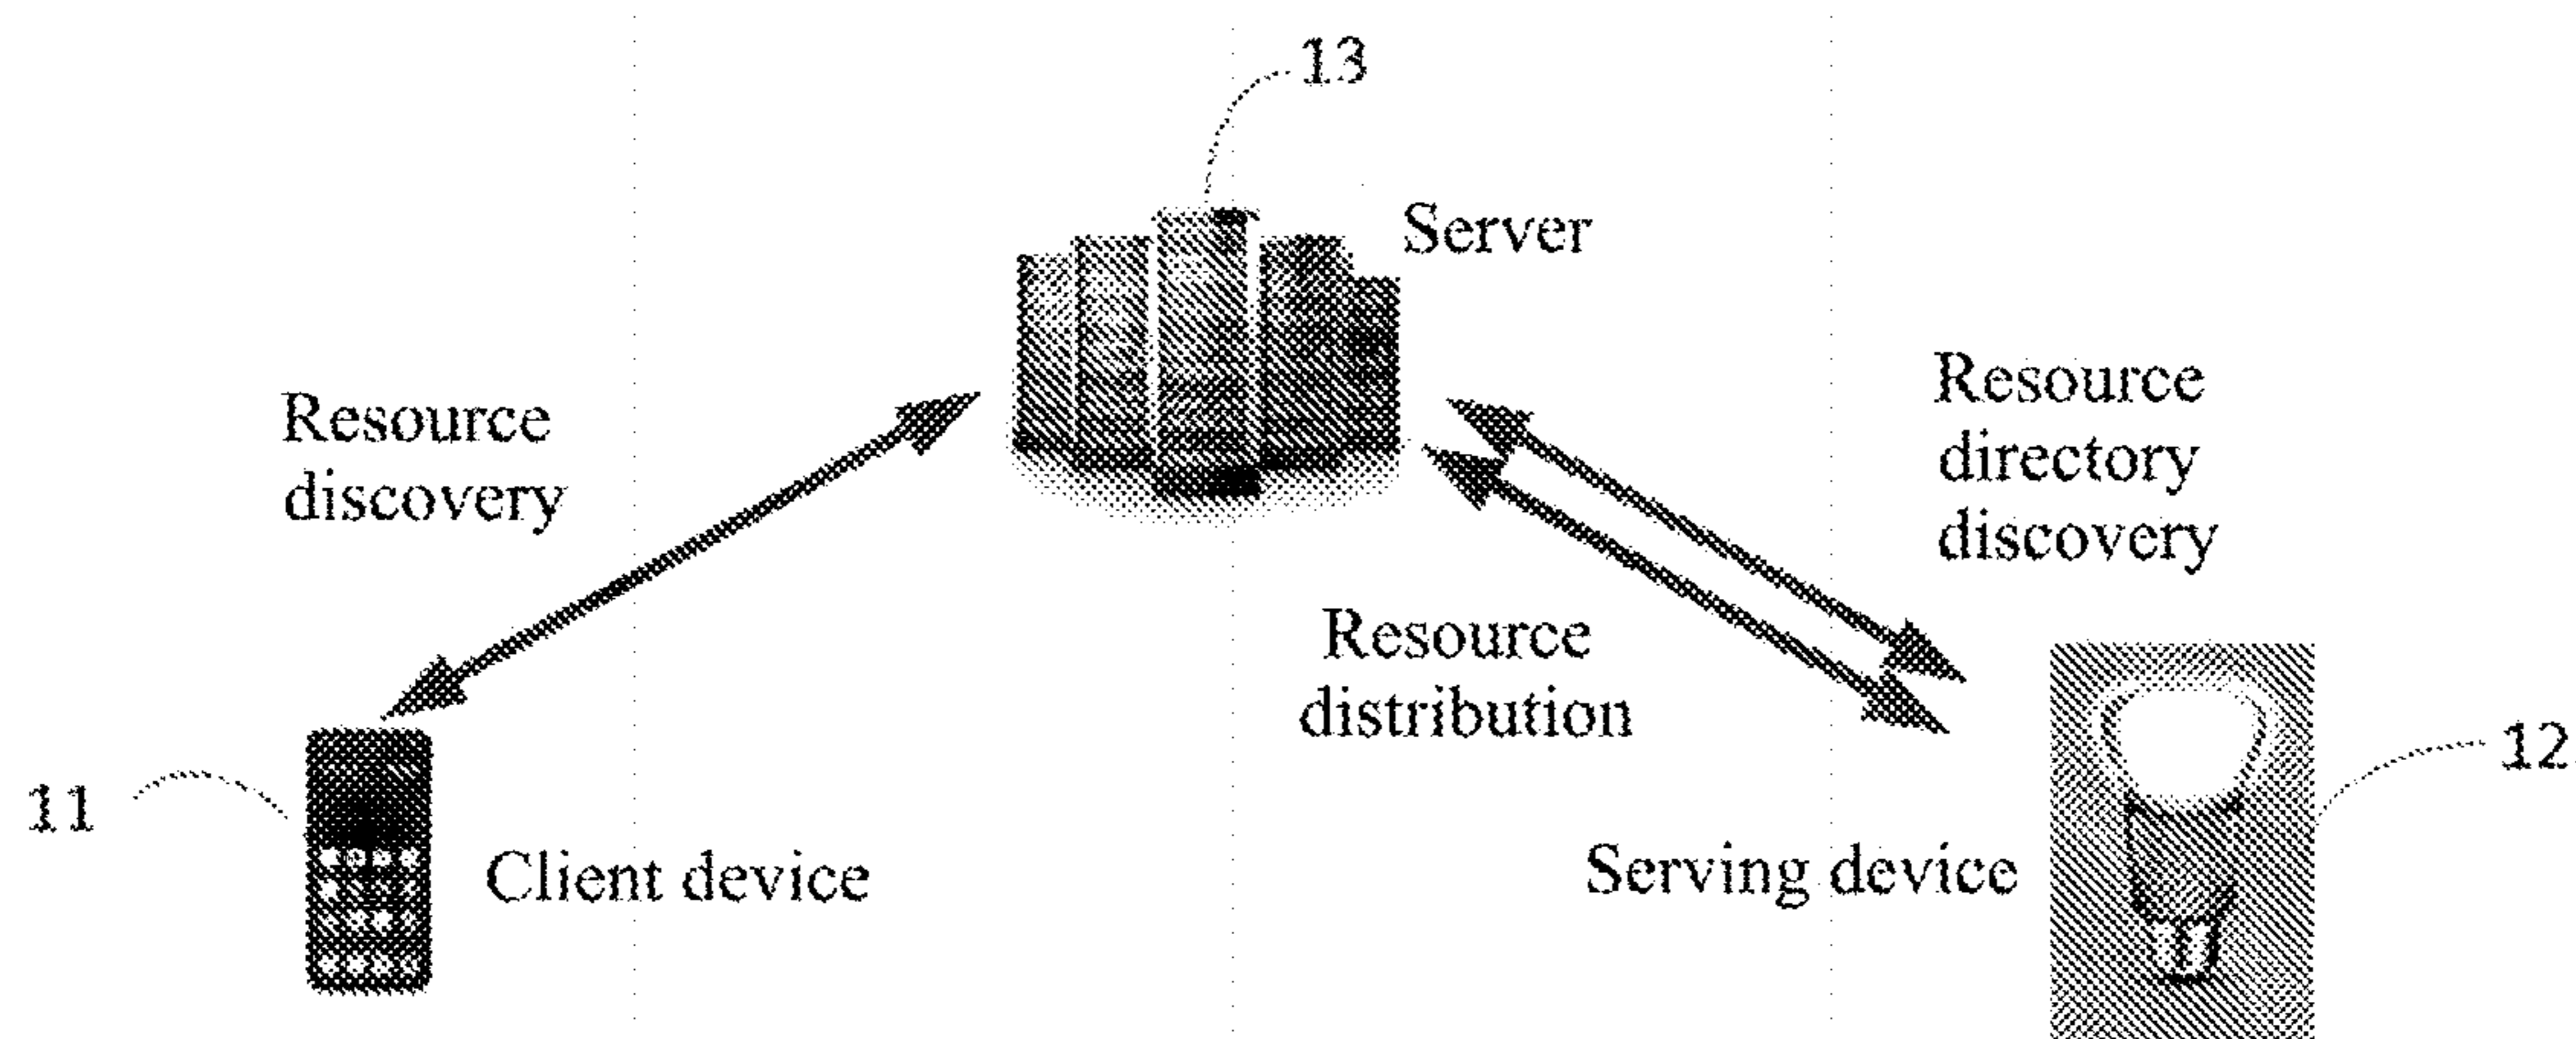 13
Server
Resource
discovery
Resource
directory
discovery
Resource
distribution
11
Client device
Serving device
12